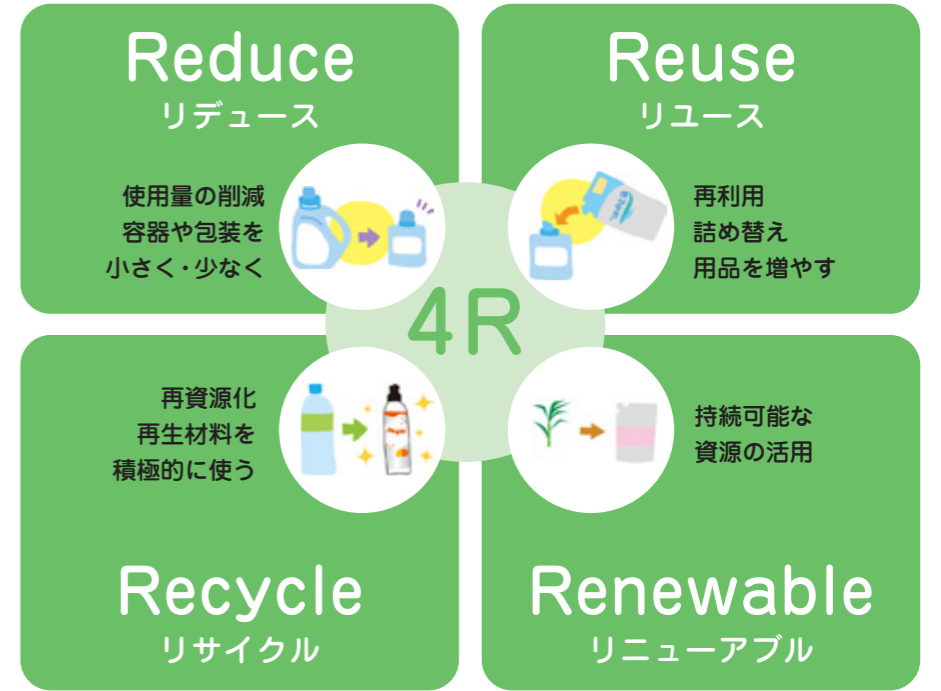 Reduce
リデュース
使用量の削減
容器や包装を
小さく・少なく
Reuse
リユース
再利用
詰め替え
用品を増やす
4R
再資源化
再生材料を
積極的に使う
Recycle
リサイクル
持続可能な
資源の活用
Renewable
リニューアブル